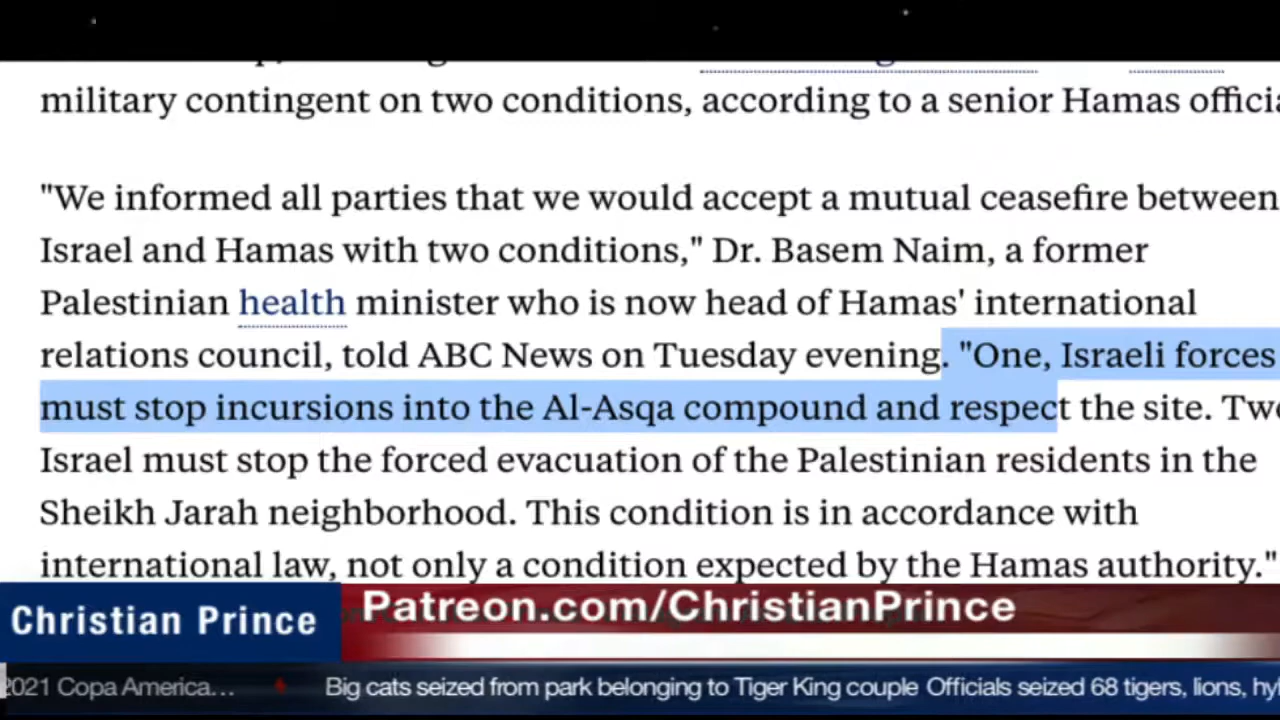 military contingent on two conditions, according to a senior Hamas officia
"We informed all parties that we would accept a mutual ceasefire between
Israel and Hamas with two conditions," Dr. Basem Naim, a former
Palestinian health minister who is now head of Hamas' international
relations council, told ABC News on Tuesday evening. "One, Israeli forces
must stop incursions into the Al-Asqa compound and respect the site. Two
Israel must stop the forced evacuation of the Palestinian residents in the
Sheikh Jarah neighborhood. This condition is in accordance with
international law, not only a condition expected by the Hamas authority."
Christian Prince
Patreon.com/ChristianPrince
2021 Copa America... Big cats seized from park belonging to Tiger King couple Officials seized 68 tigers, lions, hy